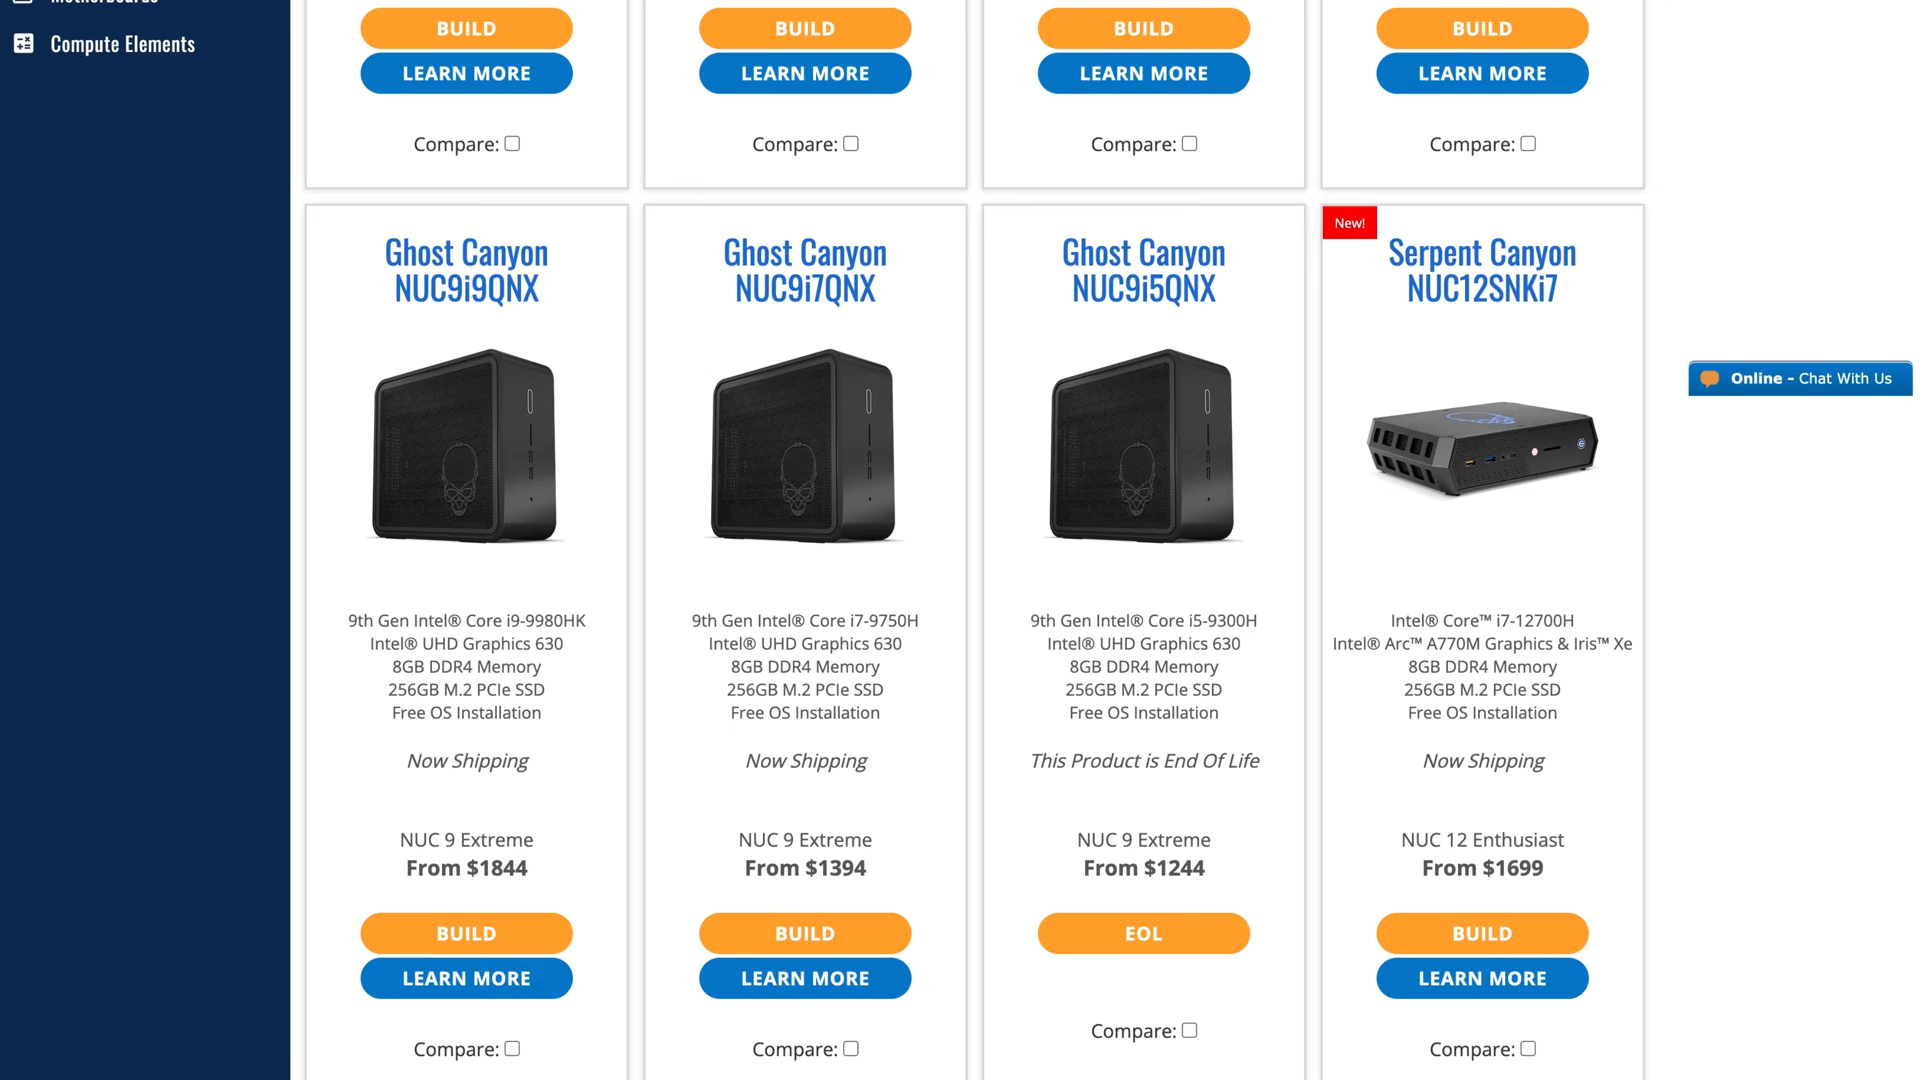 Compute Elements
BUILD
LEARN MORE
Compare:
BUILD
LEARN MORE
Compare:
BUILD
LEARN MORE
Compare:
BUILD
LEARN MORE
Compare:
Ghost Canyon
NUC9i9QNX
9th Gen Intel® Core i9-9980HK
Intel® UHD Graphics 630
8GB DDR4 Memory
256GB M.2 PCIe SSD
Free OS Installation
Now Shipping
NUC 9 Extreme
From $1844
BUILD
LEARN MORE
Compare:
Ghost Canyon
NUC9i7QNX
9th Gen Intel® Core i7-9750H
Intel® UHD Graphics 630
8GB DDR4 Memory
256GB M.2 PCIe SSD
Free OS Installation
Now Shipping
NUC 9 Extreme
From $1394
BUILD
LEARN MORE
Compare:
Ghost Canyon
NUC9i5QNX
9th Gen Intel® Core i5-9300H
Intel® UHD Graphics 630
8GB DDR4 Memory
256GB M.2 PCIe SSD
Free OS Installation
This Product is End Of Life
NUC 9 Extreme
From $1244
EOL
Compare:
New!
Serpent Canyon
NUC12SNKi7
Intel® Core™ i7-12700H
Intel® Arc™ A770M Graphics & Iris™ Xe
8GB DDR4 Memory
256GB M.2 PCIe SSD
Free OS Installation
Now Shipping
NUC 12 Enthusiast
From $1699
BUILD
LEARN MORE
Compare:
Online - Chat With Us